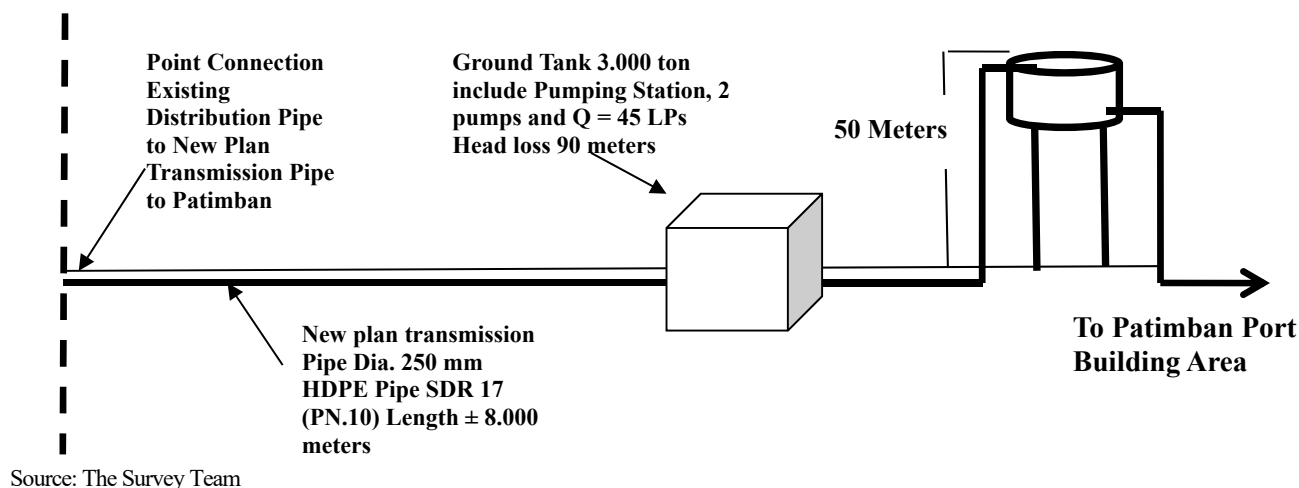 Point Connection
Existing
Distribution Pipe
to New Plan
Transmission Pipe
to Patimban
Ground Tank 3.000 ton
include Pumping Station, 2
pumps and Q = 45 LPs
Head loss 90 meters
50 Meters
New plan transmission
Pipe Dia. 250 mm
HDPE Pipe SDR 17
(PN.10) Length ± 8.000
meters
To Patimban Port
Building Area
Source: The Survey Team